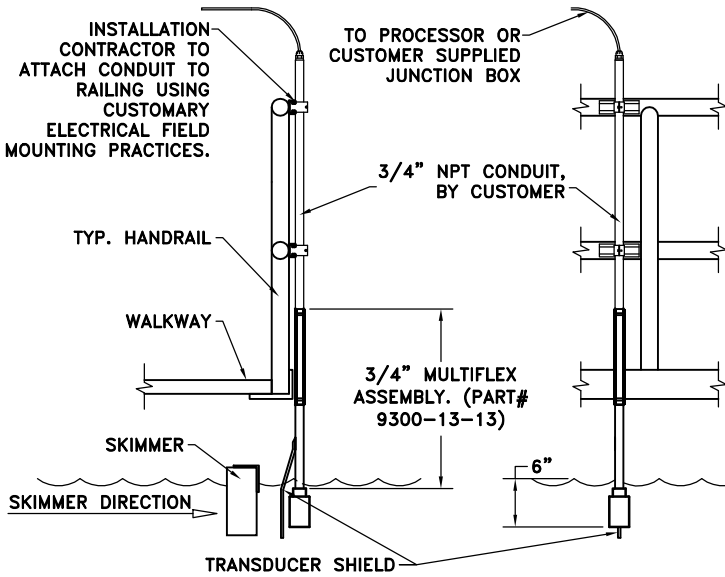 INSTALLATION
CONTRACTOR TO
ATTACH CONDUIT TO
RAILING USING
CUSTOMARY
ELECTRICAL FIELD
MOUNTING PRACTICES.
TO PROCESSOR OR
CUSTOMER SUPPLIED
JUNCTION BOX
3/4” NPT CONDUIT,
BY CUSTOMER
TYP. HANDRAIL
WALKWAY
3/4” MULTIFLEX
ASSEMBLY. (PART#
9300-13-13)
SKIMMER
6”
SKIMMER DIRECTION
TRANSDUCER SHIELD